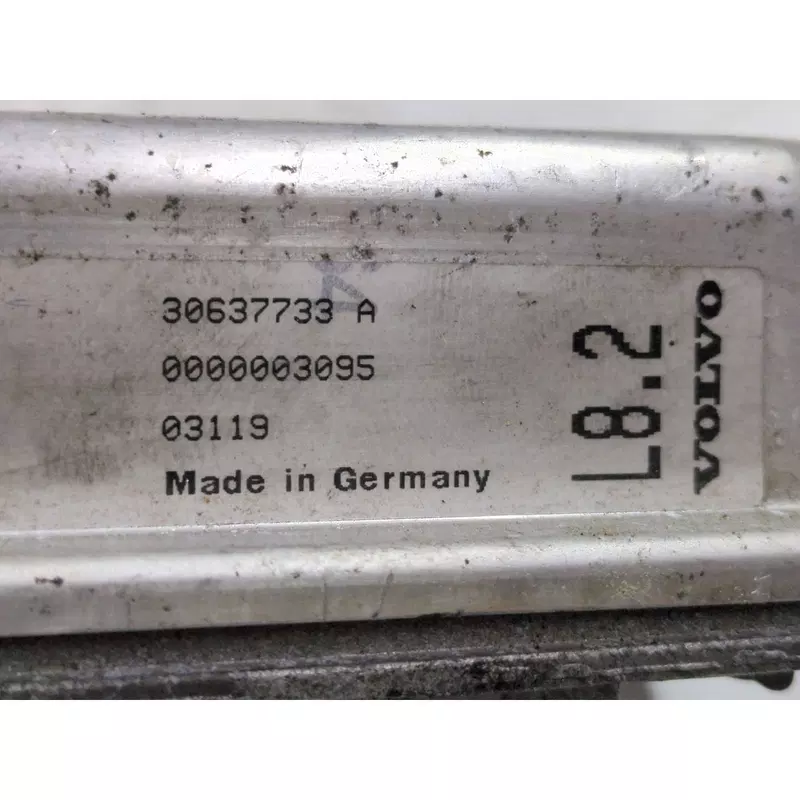 30637733 A
0000003095
03119
Made in Germany
L8.2
VOLVO